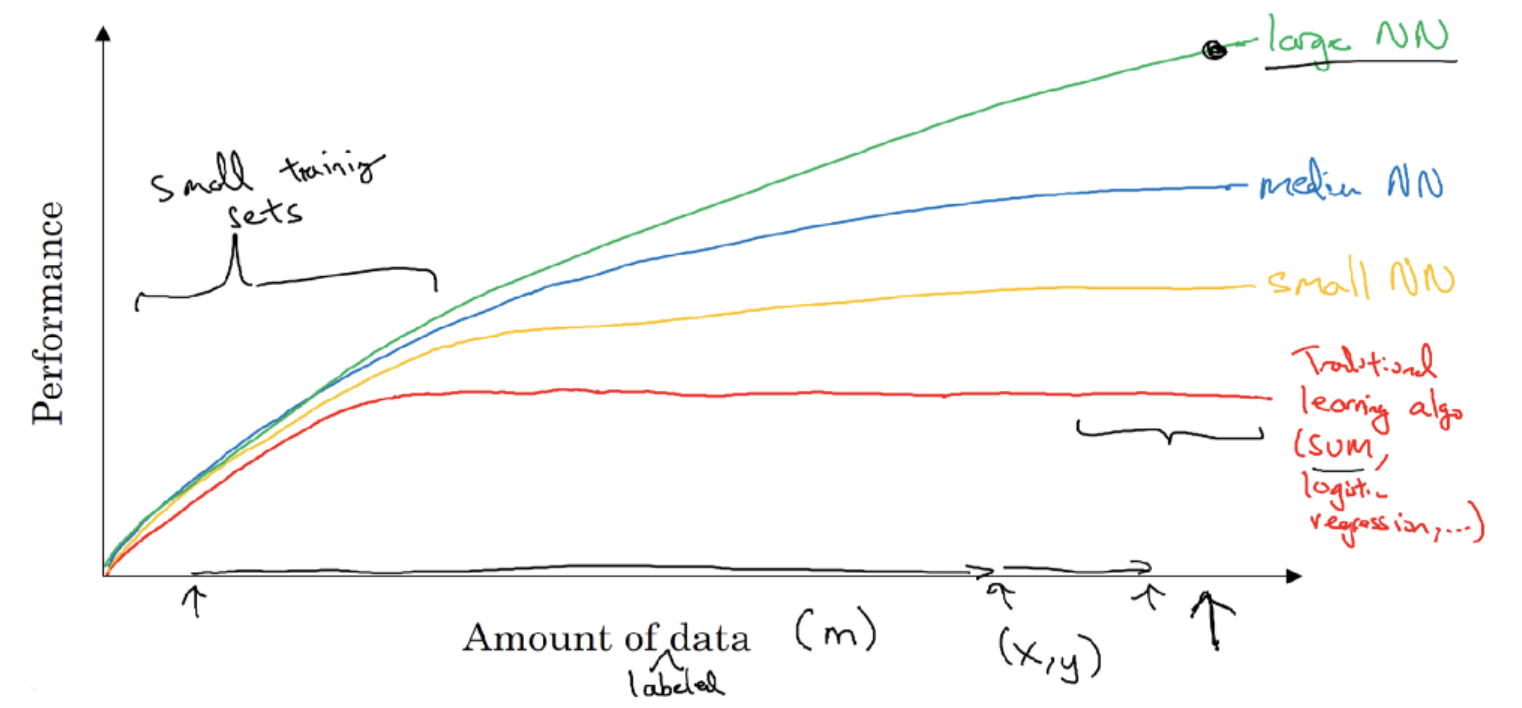 large NN
small training
sets
medium NN
small NN
Performance
Traditional
learning algo
(SVM,
logistic
regression,...)
Amount of data (m)
labeled
(x,y)